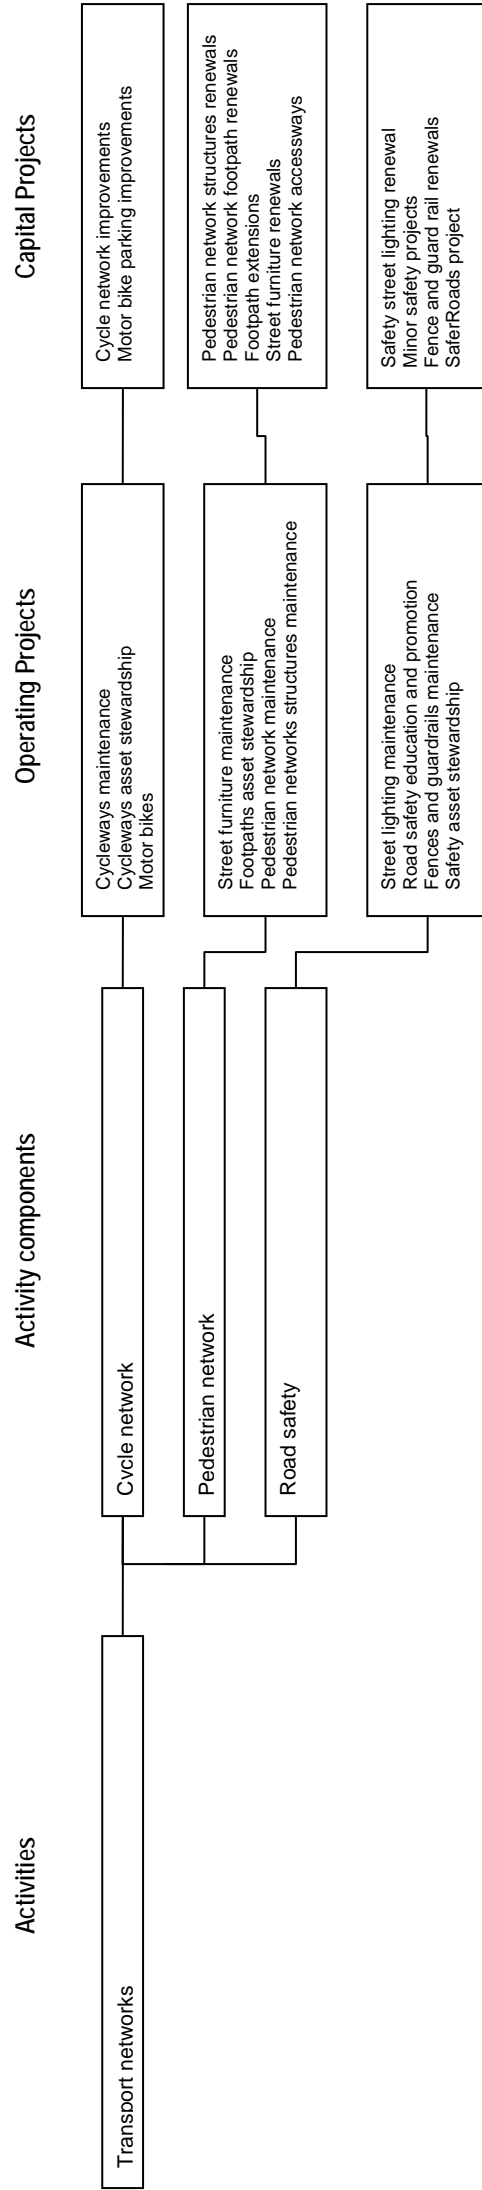 Activities
Activity components
Operating Projects
Capital Projects
Transport networks
Cycle network
Cycleways maintenance
Cycleways asset stewardship
Motor bikes
Cycle network improvements
Motor bike parking improvements
Pedestrian network
Street furniture maintenance
Footpaths asset stewardship
Pedestrian network maintenance
Pedestrian networks structures maintenance
Pedestrian network structures renewals
Pedestrian network footpath renewals
Footpath extensions
Street furniture renewals
Pedestrian network accessways
Road safety
Street lighting maintenance
Road safety education and promotion
Fences and guardrails maintenance
Safety asset stewardship
Safety street lighting renewal
Minor safety projects
Fence and guard rail renewals
SaferRoads project